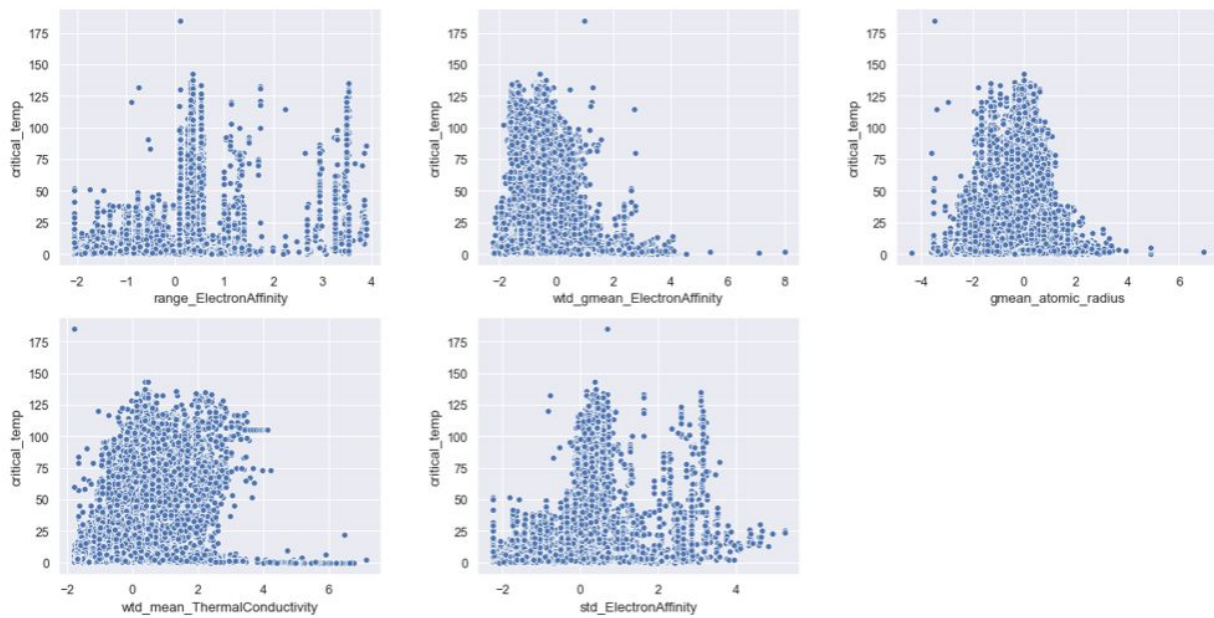 175
150
125
100
75
50
25
0
critical_temp
−2 −1 0 1 2 3 4
range_ElectronAffinity
175
150
125
100
75
50
25
0
critical_temp
−2 0 2 4 6 8
wtd_gmean_ElectronAffinity
175
150
125
100
75
50
25
0
critical_temp
−4 −2 0 2 4 6
gmean_atomic_radius
175
150
125
100
75
50
25
0
critical_temp
−2 0 2 4 6
wtd_mean_ThermalConductivity
175
150
125
100
75
50
25
0
critical_temp
−2 0 2 4
std_ElectronAffinity